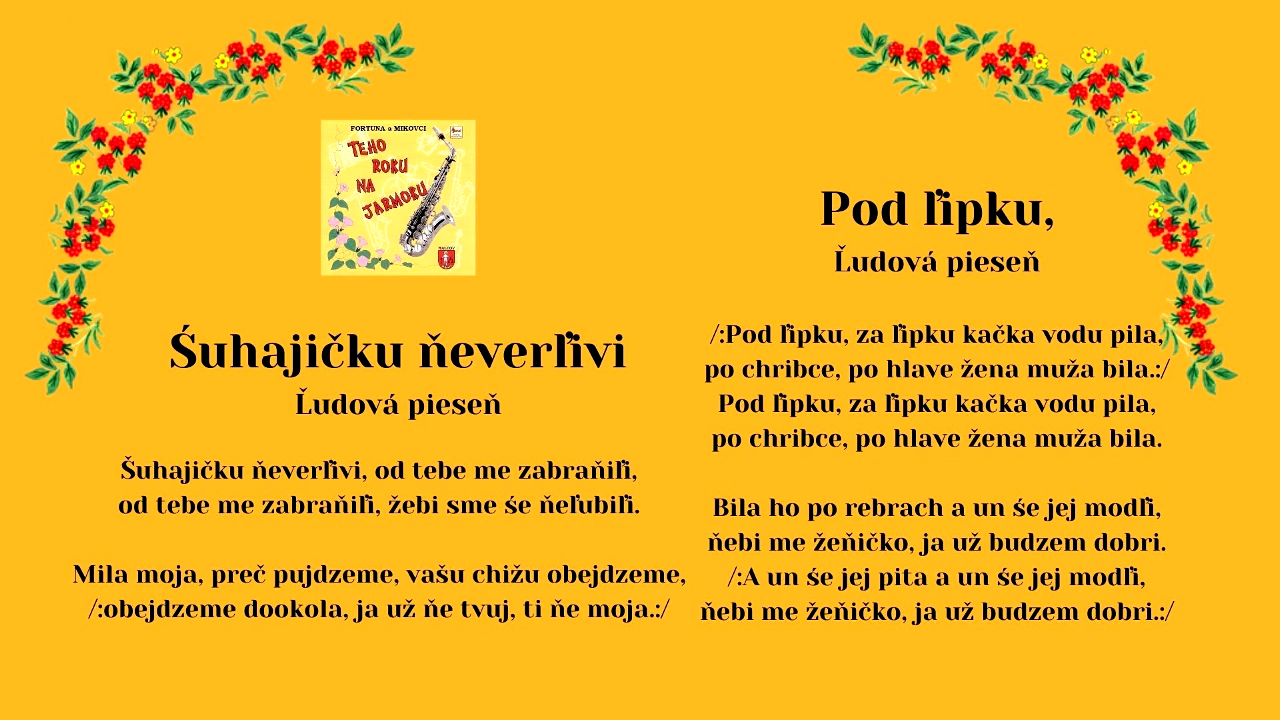 FORTUNA a MIKOVCI
TEHO
ROKU
NA
JARMOKU
Śuhajičku ňeverľivi
Ľudová pieseň
Šuhajičku ňeverľivi, od tebe me zabraňiľi,
od tebe me zabraňiľi, žebi sme śe ňeľubiľi.
Mila moja, preč pujdzeme, vašu chižu obejdzeme,
/:obejdzeme dookola, ja už ňe tvuj, ti ňe moja.:/
Pod ľipku,
Ľudová pieseň
/:Pod ľipku, za ľipku kačka vodu pila,
po chribce, po hlave žena muža bila.:/
Pod ľipku, za ľipku kačka vodu pila,
po chribce, po hlave žena muža bila.
Bila ho po rebrach a un śe jej modľi,
ňebi me žeňičko, ja už budzem dobri.
/:A un śe jej pita a un śe jej modľi,
ňebi me žeňičko, ja už budzem dobri.:/